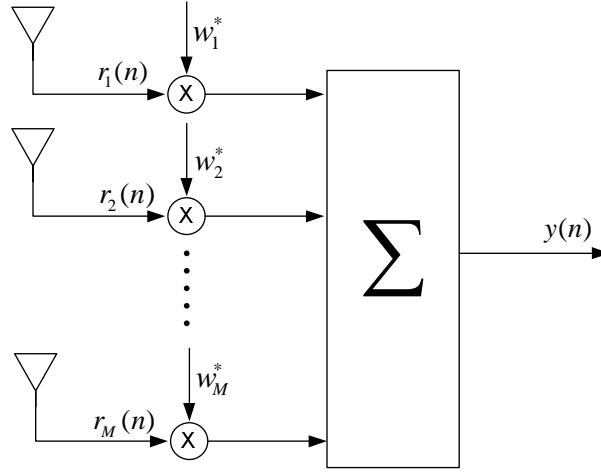 w₁*
r₁(n)
X
w₂*
r₂(n)
X
∑
y(n)
w_M*
r_M(n)
X